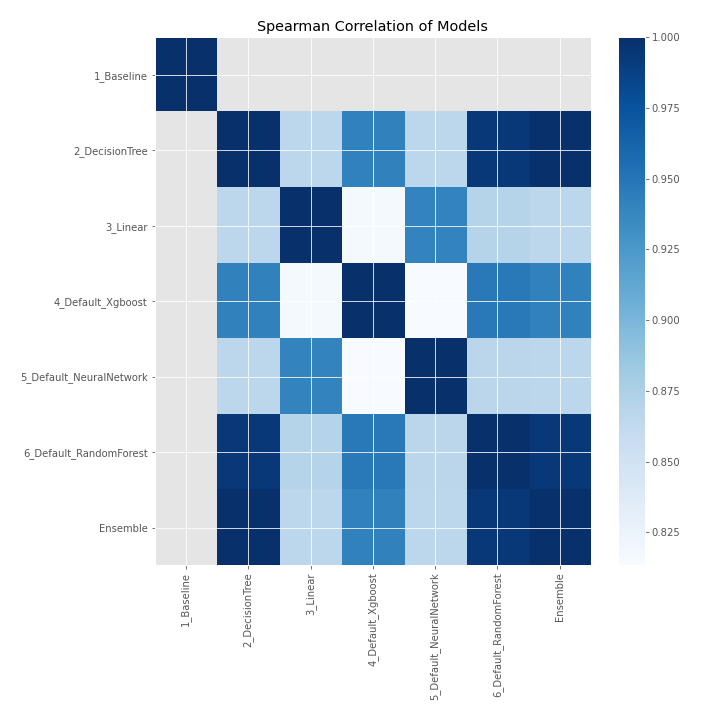 Spearman Correlation of Models
1_Baseline
2_DecisionTree
3_Linear
4_Default_Xgboost
5_Default_NeuralNetwork
6_Default_RandomForest
Ensemble
1_Baseline
2_DecisionTree
3_Linear
4_Default_Xgboost
5_Default_NeuralNetwork
6_Default_RandomForest
Ensemble
1.000
0.975
0.950
0.925
0.900
0.875
0.850
0.825